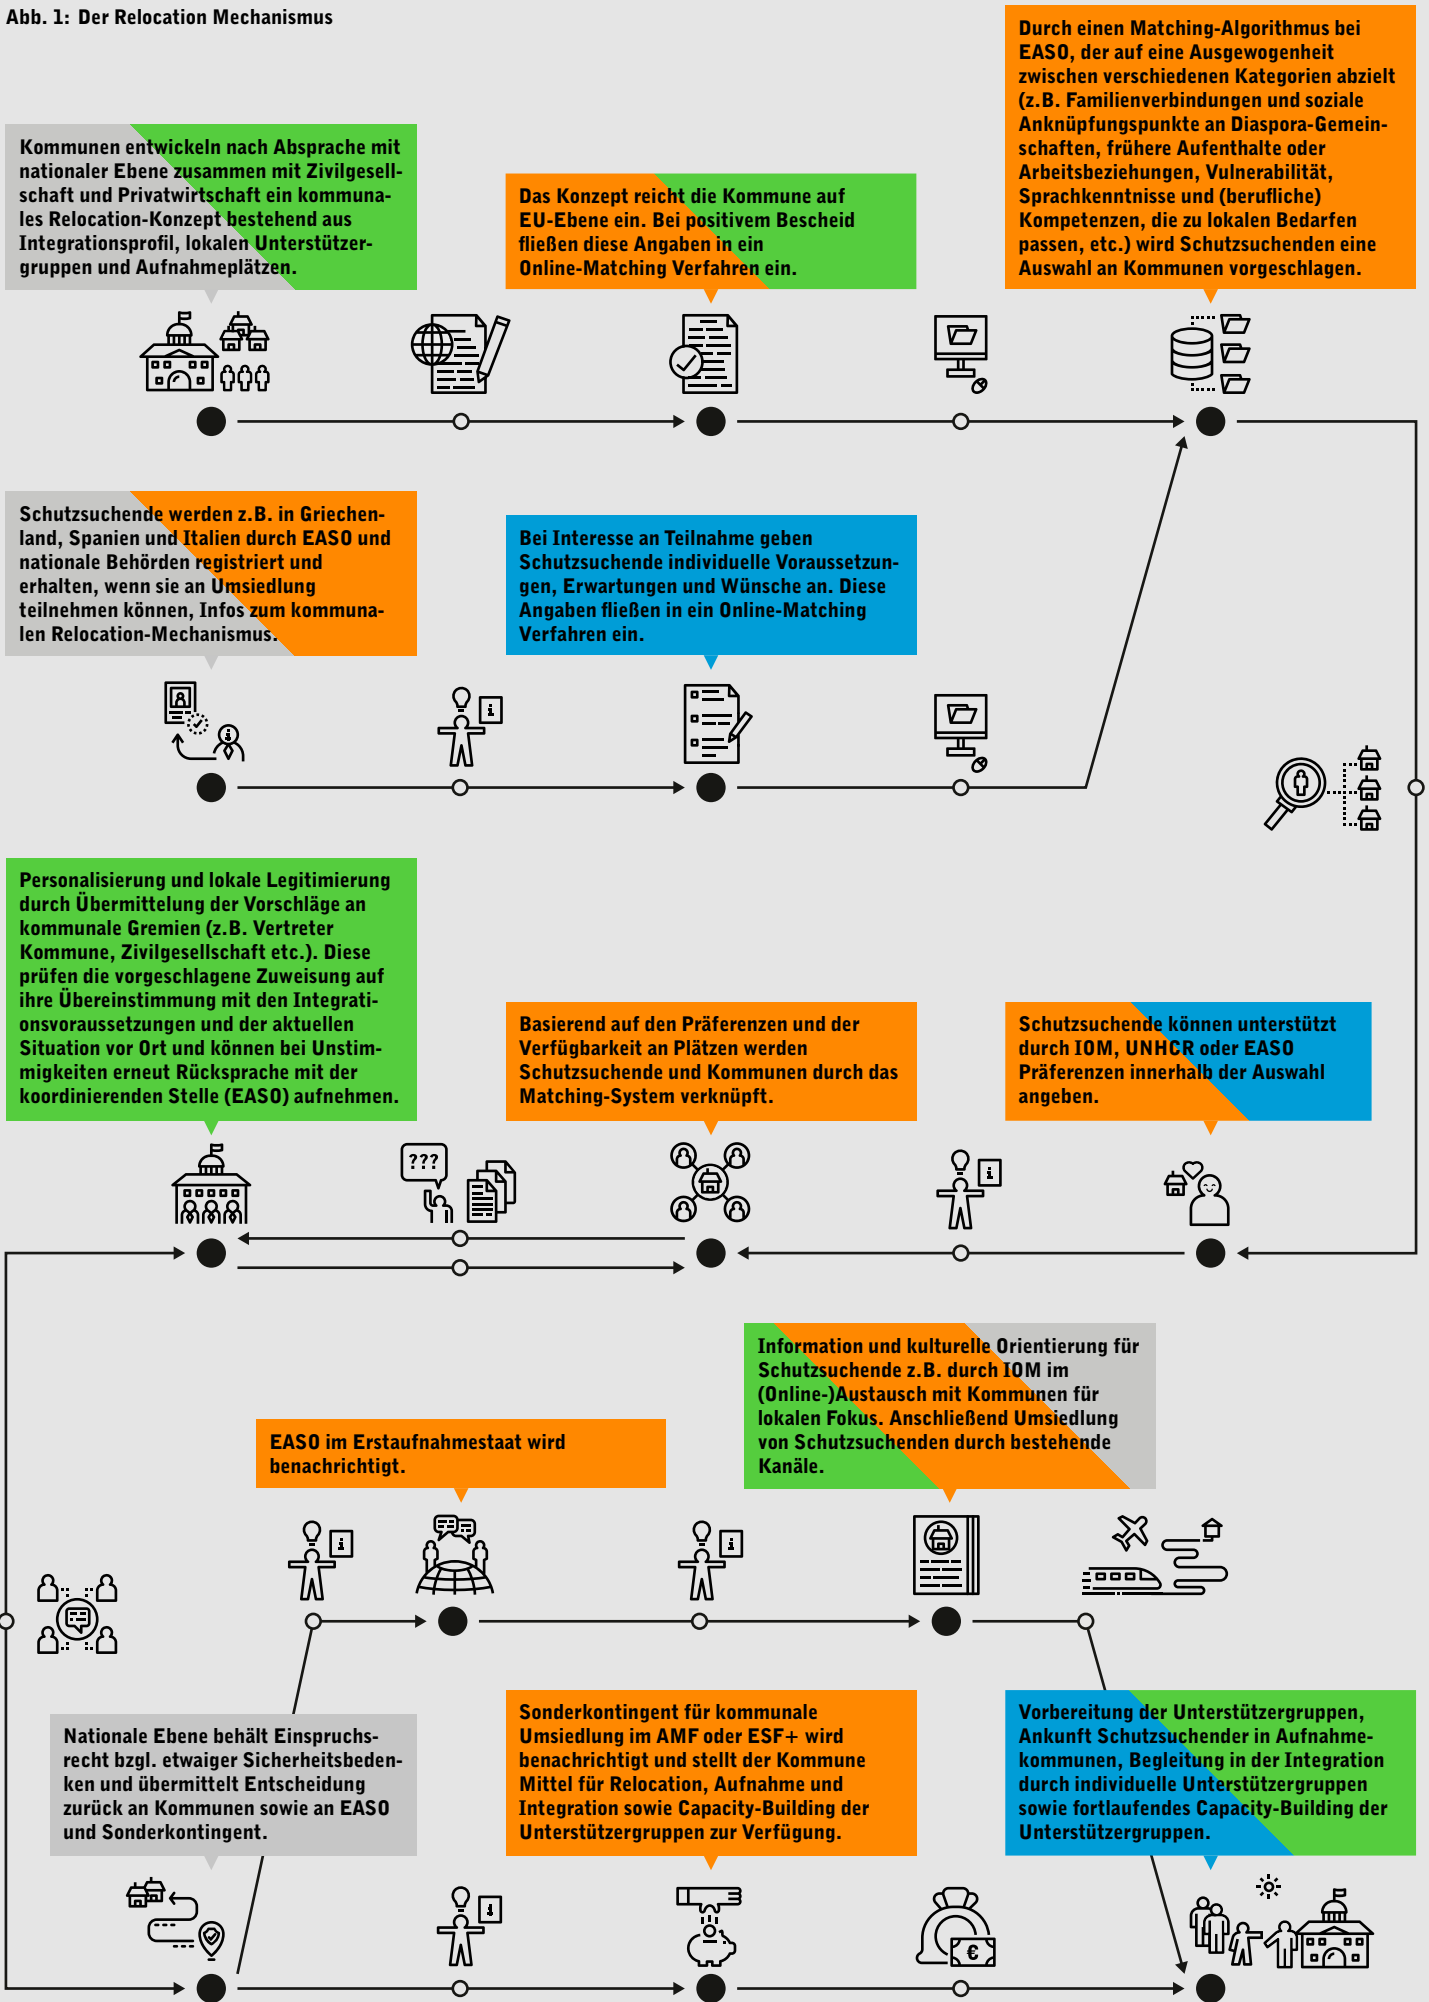 Abb. 1: Der Relocation Mechanismus
Durch einen Matching-Algorithmus bei
EASO, der auf eine Ausgewogenheit
zwischen verschiedenen Kategorien abzielt
(z.B. Familienverbindungen und soziale
Anknüpfungspunkte an Diaspora-Gemein-
schaften, frühere Aufenthalte oder
Arbeitsbeziehungen, Vulnerabilität,
Sprachkenntnisse und (berufliche)
Kompetenzen, die zu lokalen Bedarfen
passen, etc.) wird Schutzsuchenden eine
Auswahl an Kommunen vorgeschlagen.
Kommunen entwickeln nach Absprache mit
nationaler Ebene zusammen mit Zivilgesell-
schaft und Privatwirtschaft ein kommuna-
les Relocation-Konzept bestehend aus
Integrationsprofil, lokalen Unterstützer-
gruppen und Aufnahmeplätzen.
Das Konzept reicht die Kommune auf
EU-Ebene ein. Bei positivem Bescheid
fließen diese Angaben in ein
Online-Matching Verfahren ein.
Schutzsuchende werden z.B. in Griechen-
land, Spanien und Italien durch EASO und
nationale Behörden registriert und
erhalten, wenn sie an Umsiedlung
teilnehmen können, Infos zum kommuna-
len Relocation-Mechanismus.
Bei Interesse an Teilnahme geben
Schutzsuchende individuelle Voraussetzun-
gen, Erwartungen und Wünsche an. Diese
Angaben fließen in ein Online-Matching
Verfahren ein.
i
i
Personalisierung und lokale Legitimierung
durch Übermittelung der Vorschläge an
kommunale Gremien (z.B. Vertreter
Kommune, Zivilgesellschaft etc.). Diese
prüfen die vorgeschlagene Zuweisung auf
ihre Übereinstimmung mit den Integrati-
onsvoraussetzungen und der aktuellen
Situation vor Ort und können bei Unstim-
migkeiten erneut Rücksprache mit der
koordinierenden Stelle (EASO) aufnehmen.
Basierend auf den Präferenzen und der
Verfügbarkeit an Plätzen werden
Schutzsuchende und Kommunen durch das
Matching-System verknüpft.
Schutzsuchende können unterstützt
durch IOM, UNHCR oder EASO
Präferenzen innerhalb der Auswahl
angeben.
???
i
Information und kulturelle Orientierung für
Schutzsuchende z.B. durch IOM im
(Online-)Austausch mit Kommunen für
lokalen Fokus. Anschließend Umsiedlung
von Schutzsuchenden durch bestehende
Kanäle.
EASO im Erstaufnahmestaat wird
benachrichtigt.
i
i
Nationale Ebene behält Einspruchs-
recht bzgl. etwaiger Sicherheitsbeden-
ken und übermittelt Entscheidung
zurück an Kommunen sowie an EASO
und Sonderkontingent.
Sonderkontingent für kommunale
Umsiedlung im AMF oder ESF+ wird
benachrichtigt und stellt der Kommune
Mittel für Relocation, Aufnahme und
Integration sowie Capacity-Building der
Unterstützergruppen zur Verfügung.
Vorbereitung der Unterstützergruppen,
Ankunft Schutzsuchender in Aufnahme-
kommunen, Begleitung in der Integration
durch individuelle Unterstützergruppen
sowie fortlaufendes Capacity-Building der
Unterstützergruppen.
i
€